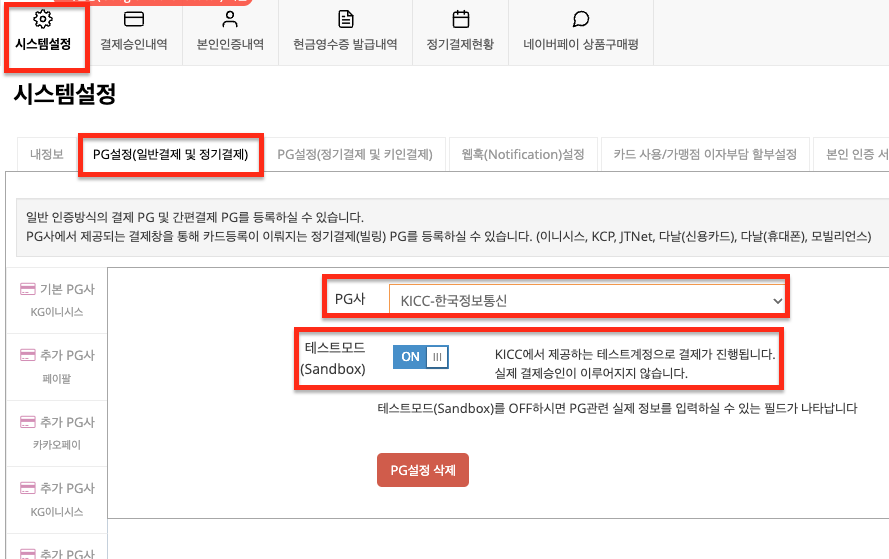 시스템설정
결제승인내역
본인인증내역
현금영수증 발급내역
정기결제현황
네이버페이 상품구매평
시스템설정
내정보
PG설정(일반결제 및 정기결제)
PG설정(정기결제 및 키인결제)
웹훅(Notification)설정
카드 사용/가맹점 이자부담 할부설정
본인 인증 서
일반 인증방식의 결제 PG 및 간편결제 PG를 등록하실 수 있습니다.
PG사에서 제공되는 결제창을 통해 카드등록이 이뤄지는 정기결제(빌링) PG를 등록하실 수 있습니다. (이니시스, KCP, JTNet, 다날(신용카드), 다날(휴대폰), 모빌리언스)
기본 PG사
KG이니시스
추가 PG사
페이팔
추가 PG사
카카오페이
추가 PG사
KG이니시스
추가 PG사
PG사
KICC-한국정보통신
테스트모드
(Sandbox)
ON
KICC에서 제공하는 테스트계정으로 결제가 진행됩니다.
실제 결제승인이 이루어지지 않습니다.
테스트모드(Sandbox)를 OFF하시면 PG관련 실제 정보를 입력하실 수 있는 필드가 나타납니다
PG설정 삭제